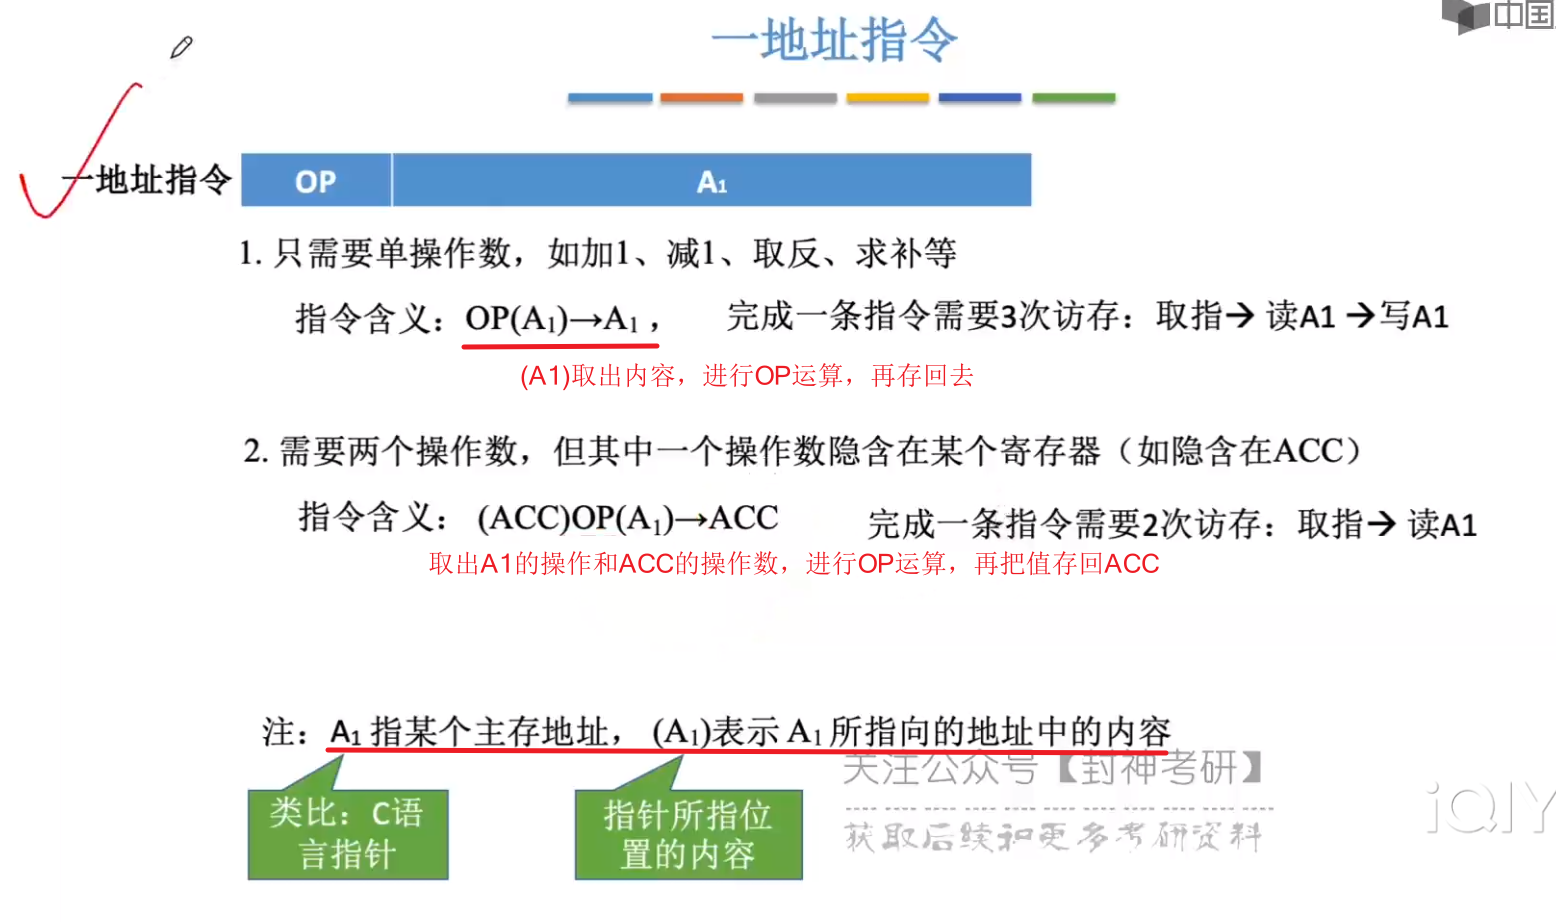 中国
一地址指令
一地址指令 OP A₁
1. 只需要单操作数，如加1、减1、取反、求补等
指令含义：OP(A₁)→A₁， 完成一条指令需要3次访存：取指→ 读A1 →写A1
(A1)取出内容，进行OP运算，再存回去
2. 需要两个操作数，但其中一个操作数隐含在某个寄存器（如隐含在ACC）
指令含义： (ACC)OP(A₁)→ACC 完成一条指令需要2次访存：取指→ 读A1
取出A1的操作和ACC的操作数，进行OP运算，再把值存回ACC
注：A₁ 指某个主存地址， (A₁)表示 A₁ 所指向的地址中的内容
关注公众号【封神考研】
获取后续和更多考研资料
类比：C语
言指针
指针所指位
置的内容
iQIY